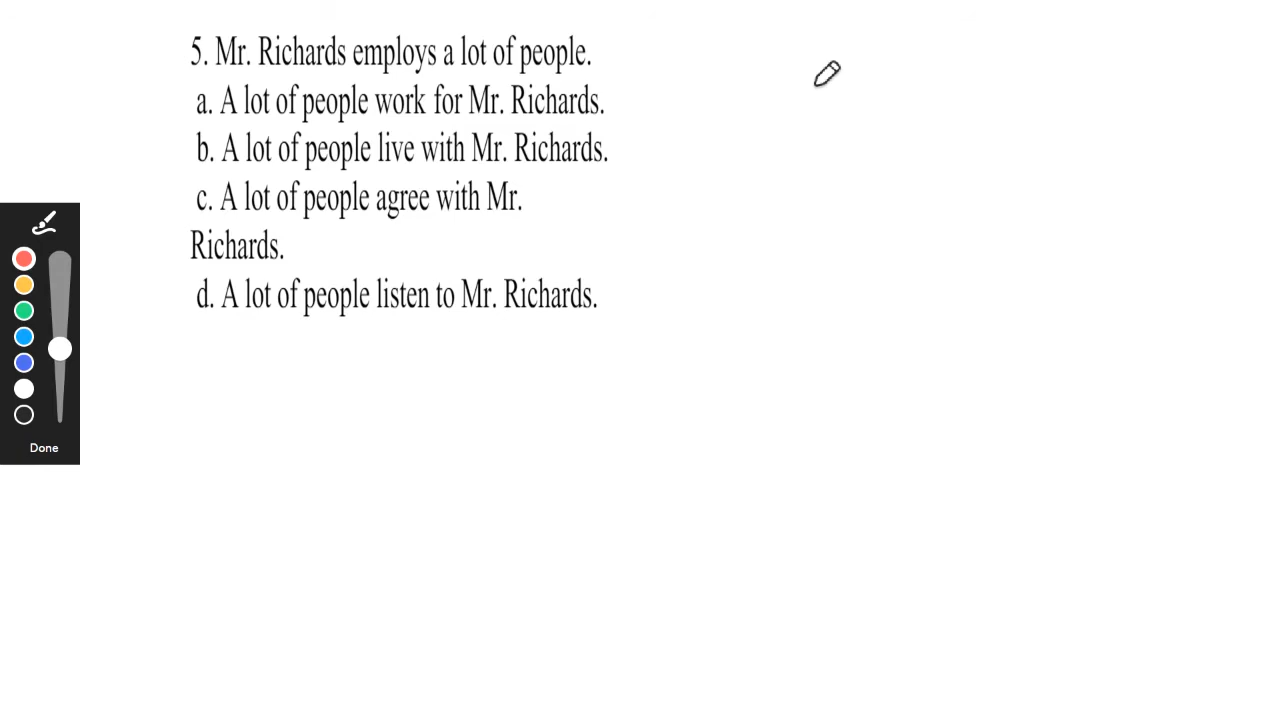 5. Mr. Richards employs a lot of people.
a. A lot of people work for Mr. Richards.
b. A lot of people live with Mr. Richards.
c. A lot of people agree with Mr.
Richards.
d. A lot of people listen to Mr. Richards.
Done